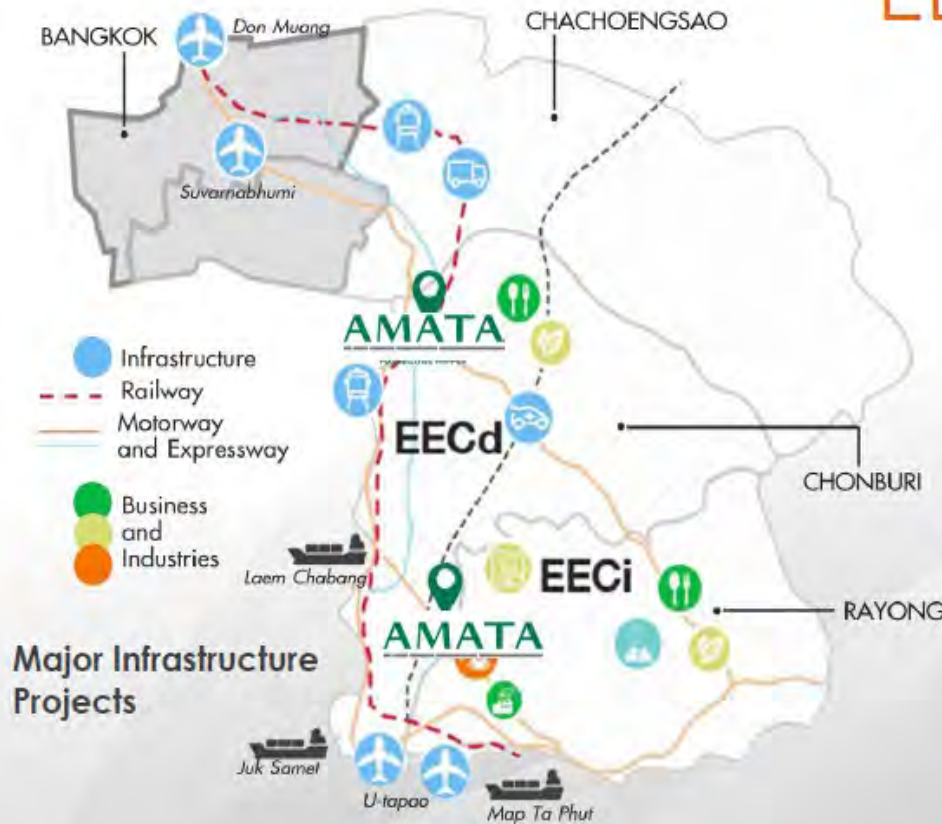 BANGKOK
Don Muang
CHACHOENGSAO
Suvarnabhumi
AMATA
Infrastructure
Railway
Motorway
and Expressway
EECd
CHONBURI
Business
and
Industries
Laem Chabang
EECi
RAYONG
AMATA
Major Infrastructure
Projects
Juk Samet
U-tapao
Map Ta Phut